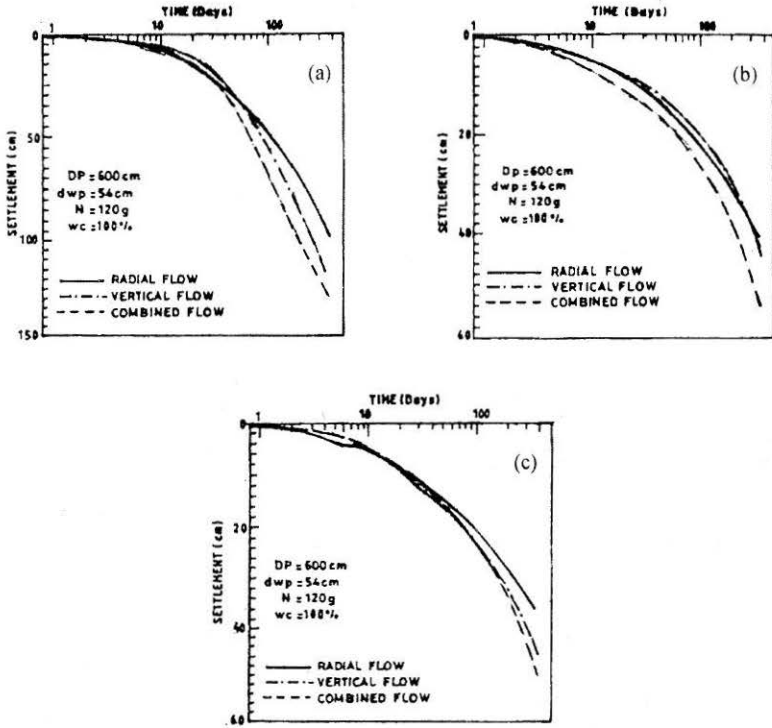 TIME (Days)
1 10 100
0
50
100
150
SETTLEMENT (cm)
(a)
DP = 600 cm
dwp = 54 cm
N = 120 g
wc = 100 %
RADIAL FLOW
VERTICAL FLOW
COMBINED FLOW
TIME (Days)
1 10 100
0
20
40
60
SETTLEMENT (cm)
(b)
DP = 600 cm
dwp = 54 cm
N = 120 g
wc = 100 %
RADIAL FLOW
VERTICAL FLOW
COMBINED FLOW
TIME (Days)
1 10 100
0
20
60
SETTLEMENT (cm)
(c)
DP = 600 cm
dwp = 54 cm
N = 120 g
wc = 100 %
RADIAL FLOW
VERTICAL FLOW
COMBINED FLOW